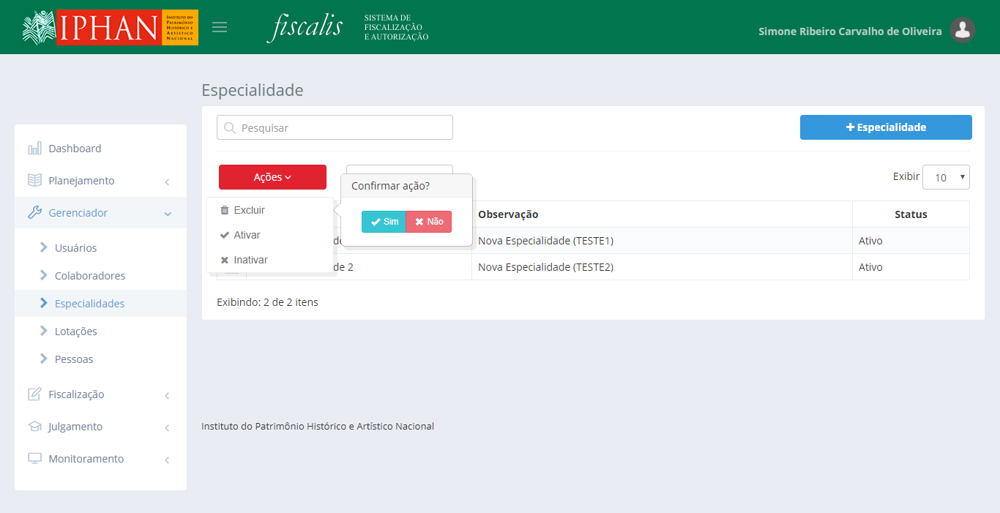 IPHAN
INSTITUTO DO
PATRIMÔNIO
HISTÓRICO E
ARTÍSTICO
NACIONAL
fiscalis
SISTEMA DE
FISCALIZAÇÃO
E AUTORIZAÇÃO
Simone Ribeiro Carvalho de Oliveira
Dashboard
Planejamento
Gerenciador
Usuários
Colaboradores
Especialidades
Lotações
Pessoas
Fiscalização
Julgamento
Monitoramento
Especialidade
Pesquisar
Especialidade
Ações
Exibir 10
Excluir
Ativar
Inativar
Confirmar ação?
Sim Não
Observação Status
de Nova Especialidade (TESTE1) Ativo
de 2 Nova Especialidade (TESTE2) Ativo
Exibindo: 2 de 2 itens
Instituto do Patrimônio Histórico e Artístico Nacional